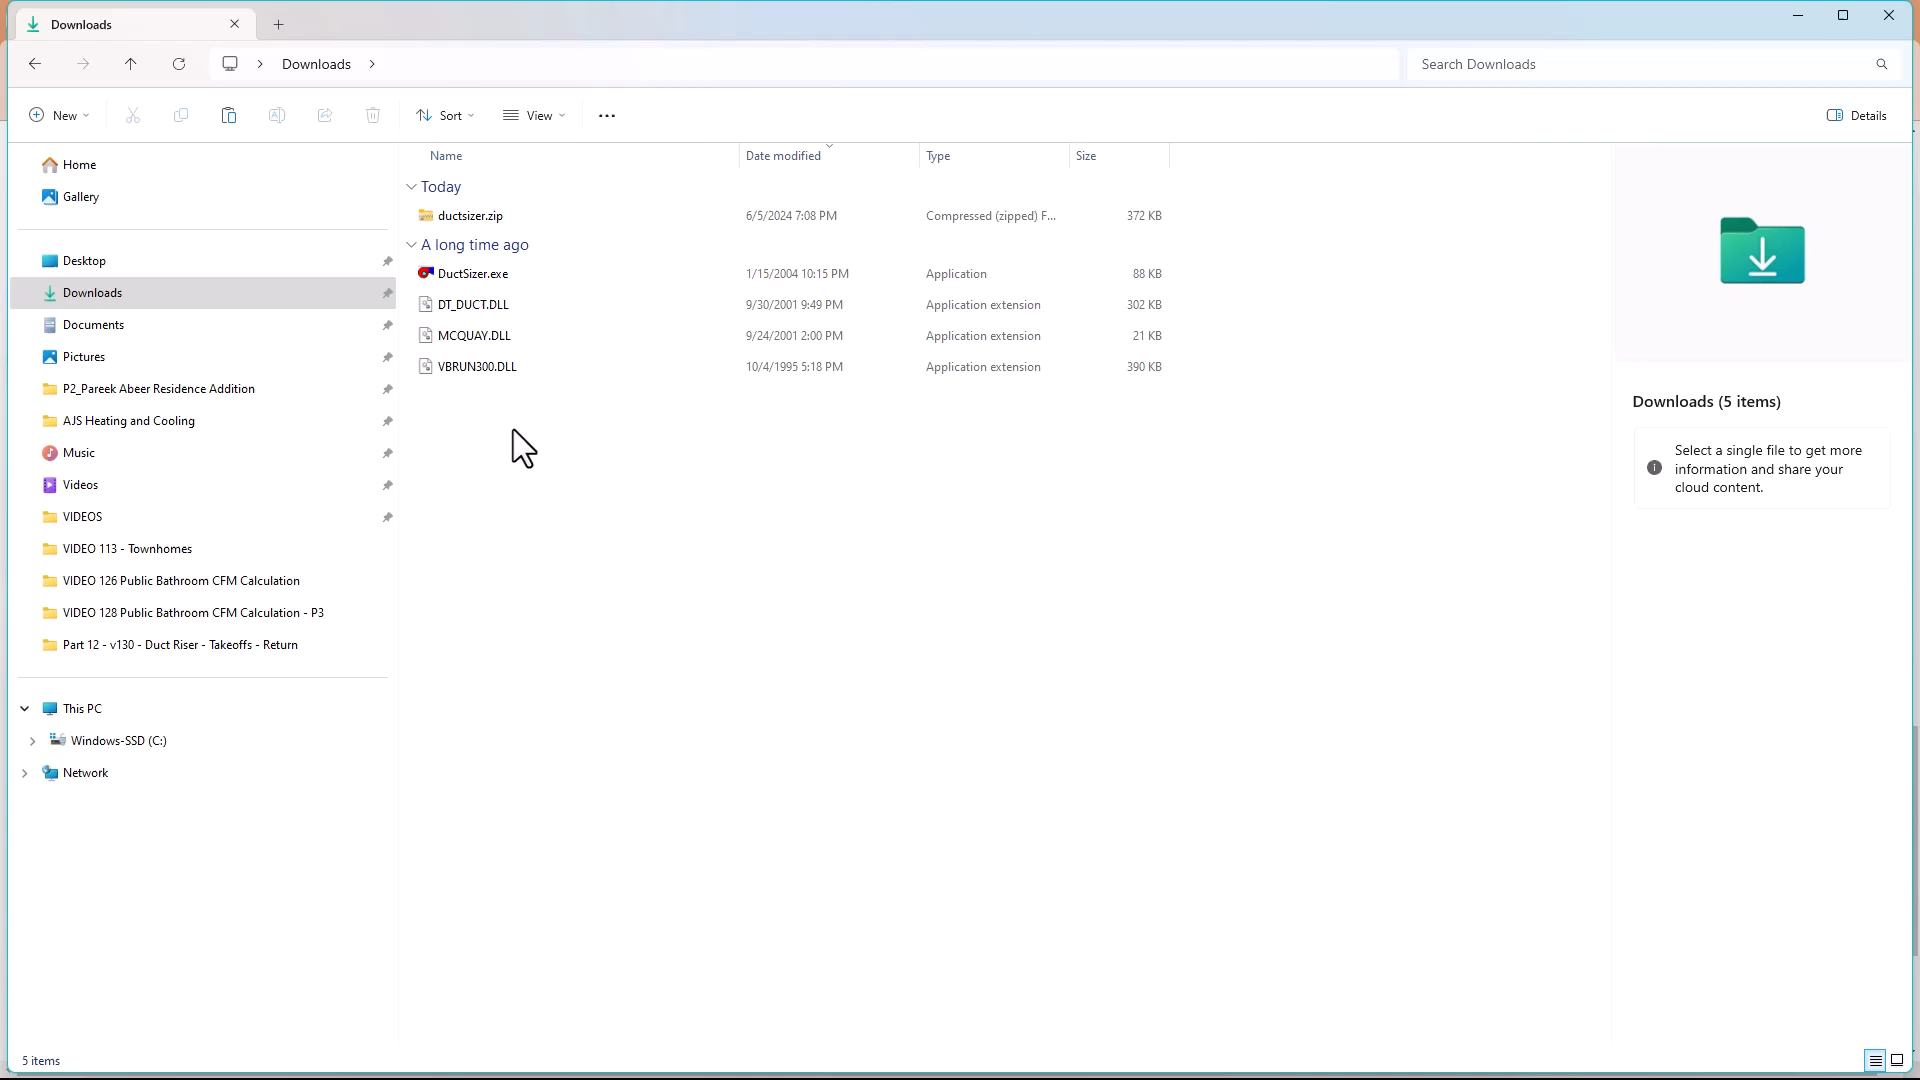 Downloads
Downloads
Search Downloads
New
Sort
View
Details
Home
Gallery
Desktop
Downloads
Documents
Pictures
P2_Pareek Abeer Residence Addition
AJS Heating and Cooling
Music
Videos
VIDEOS
VIDEO 113 - Townhomes
VIDEO 126 Public Bathroom CFM Calculation
VIDEO 128 Public Bathroom CFM Calculation - P3
Part 12 - v130 - Duct Riser - Takeoffs - Return
This PC
Windows-SSD (C:)
Network
Name Date modified Type Size
Today
ductsizer.zip 6/5/2024 7:08 PM Compressed (zipped) F... 372 KB
A long time ago
DuctSizer.exe 1/15/2004 10:15 PM Application 88 KB
DT_DUCT.DLL 9/30/2001 9:49 PM Application extension 302 KB
MCQUAY.DLL 9/24/2001 2:00 PM Application extension 21 KB
VBRUN300.DLL 10/4/1995 5:18 PM Application extension 390 KB
Downloads (5 items)
Select a single file to get more
information and share your
cloud content.
5 items